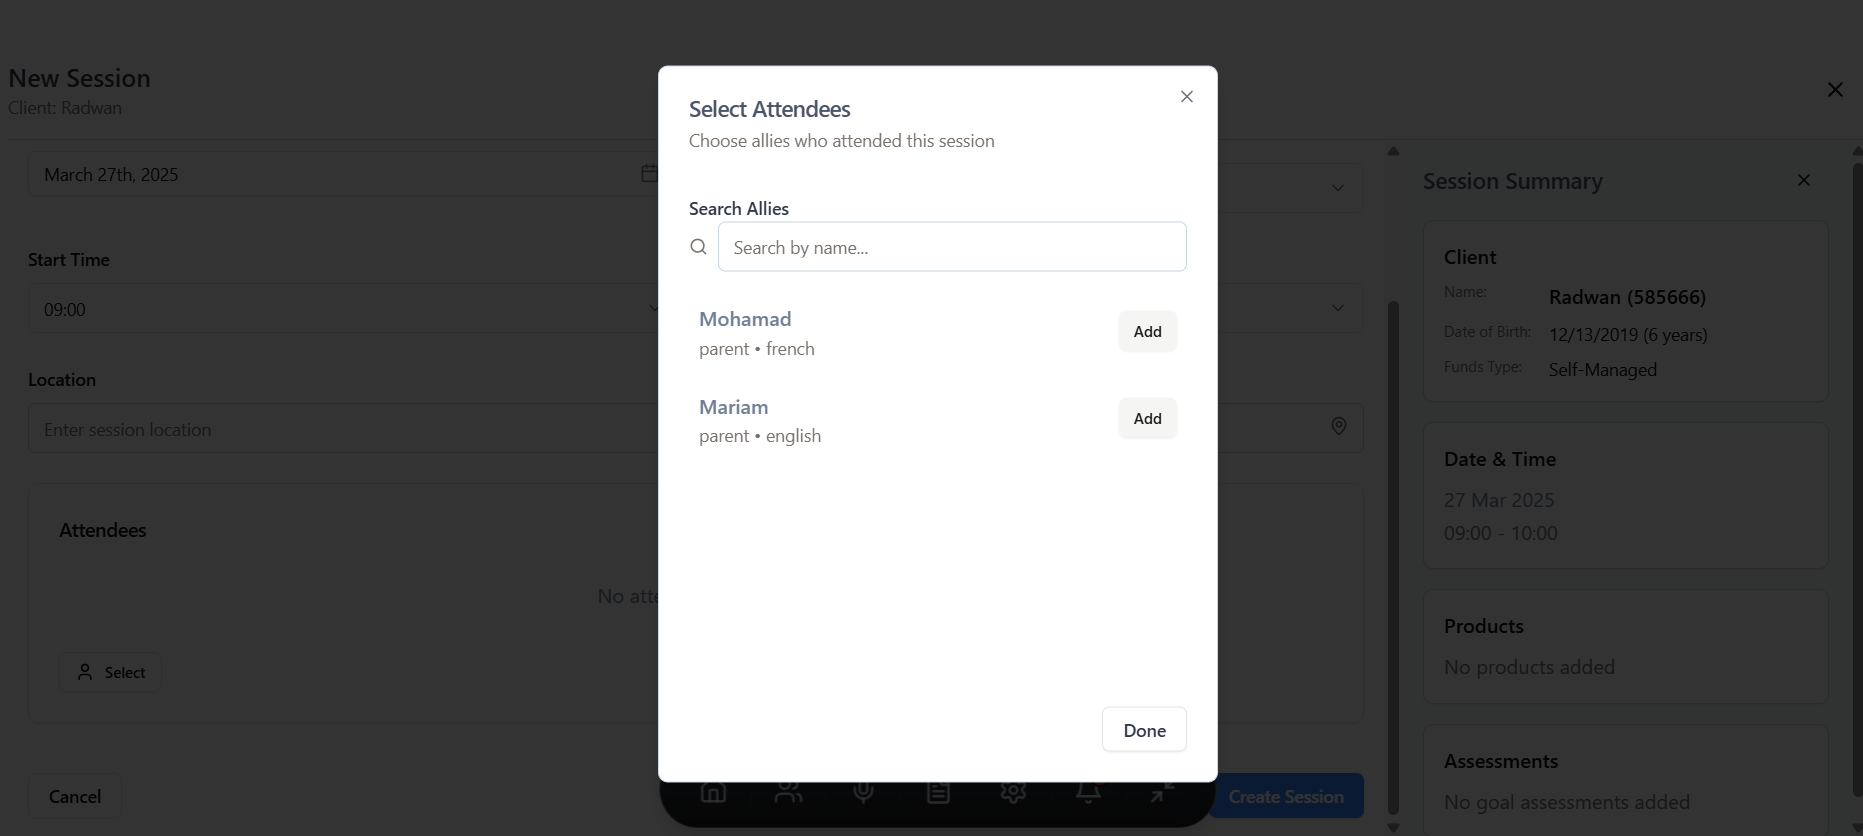 New Session
Client: Radwan
March 27th, 2025
Start Time
09:00
Location
Enter session location
Attendees
No atte
Select
Cancel
Create Session
Select Attendees
Choose allies who attended this session
Search Allies
Search by name...
Mohamad
parent • french
Add
Mariam
parent • english
Add
Done
Session Summary
Client
Name: Radwan (585666)
Date of Birth: 12/13/2019 (6 years)
Funds Type: Self-Managed
Date & Time
27 Mar 2025
09:00 - 10:00
Products
No products added
Assessments
No goal assessments added